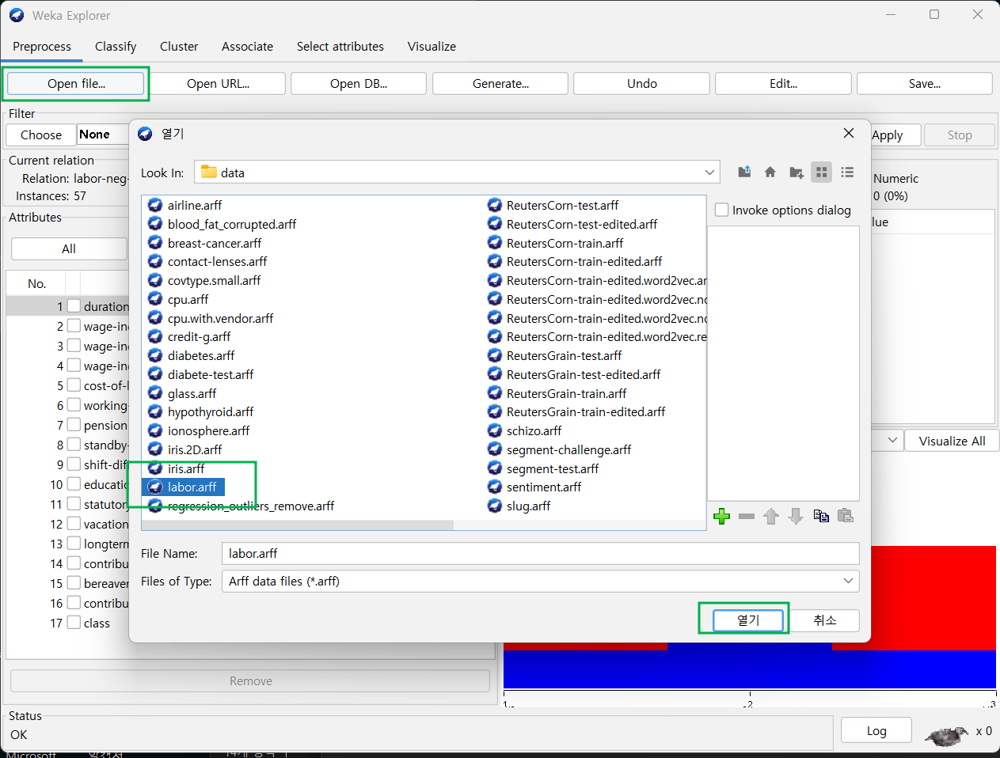 Weka Explorer
Preprocess Classify Cluster Associate Select attributes Visualize
Open file... Open URL... Open DB... Generate... Undo Edit... Save...
Filter
Choose None Apply Stop
Current relation
Relation: labor-neg-
Instances: 57
Numeric
0 (0%)
Attributes
All
lue
No.
1 duration
2 wage-inc
3 wage-inc
4 wage-inc
5 cost-of-l
6 working-
7 pension
8 standby-
9 shift-diff
10 educatio
11 statutory
12 vacation
13 longterm
14 contribu
15 bereaver
16 contribu
17 class
Visualize All
Remove
열기
Look In: data
airline.arff
blood_fat_corrupted.arff
breast-cancer.arff
contact-lenses.arff
covtype.small.arff
cpu.arff
cpu.with.vendor.arff
credit-g.arff
diabetes.arff
diabete-test.arff
glass.arff
hypothyroid.arff
ionosphere.arff
iris.2D.arff
iris.arff
labor.arff
regression_outliers_remove.arff
ReutersCorn-test.arff
ReutersCorn-test-edited.arff
ReutersCorn-train.arff
ReutersCorn-train-edited.arff
ReutersCorn-train-edited.word2vec.ar
ReutersCorn-train-edited.word2vec.nc
ReutersCorn-train-edited.word2vec.nc
ReutersCorn-train-edited.word2vec.re
ReutersGrain-test.arff
ReutersGrain-test-edited.arff
ReutersGrain-train.arff
ReutersGrain-train-edited.arff
schizo.arff
segment-challenge.arff
segment-test.arff
sentiment.arff
slug.arff
Invoke options dialog
File Name: labor.arff
Files of Type: Arff data files (*.arff)
열기 취소
Status
OK
Log x 0
Microsoft